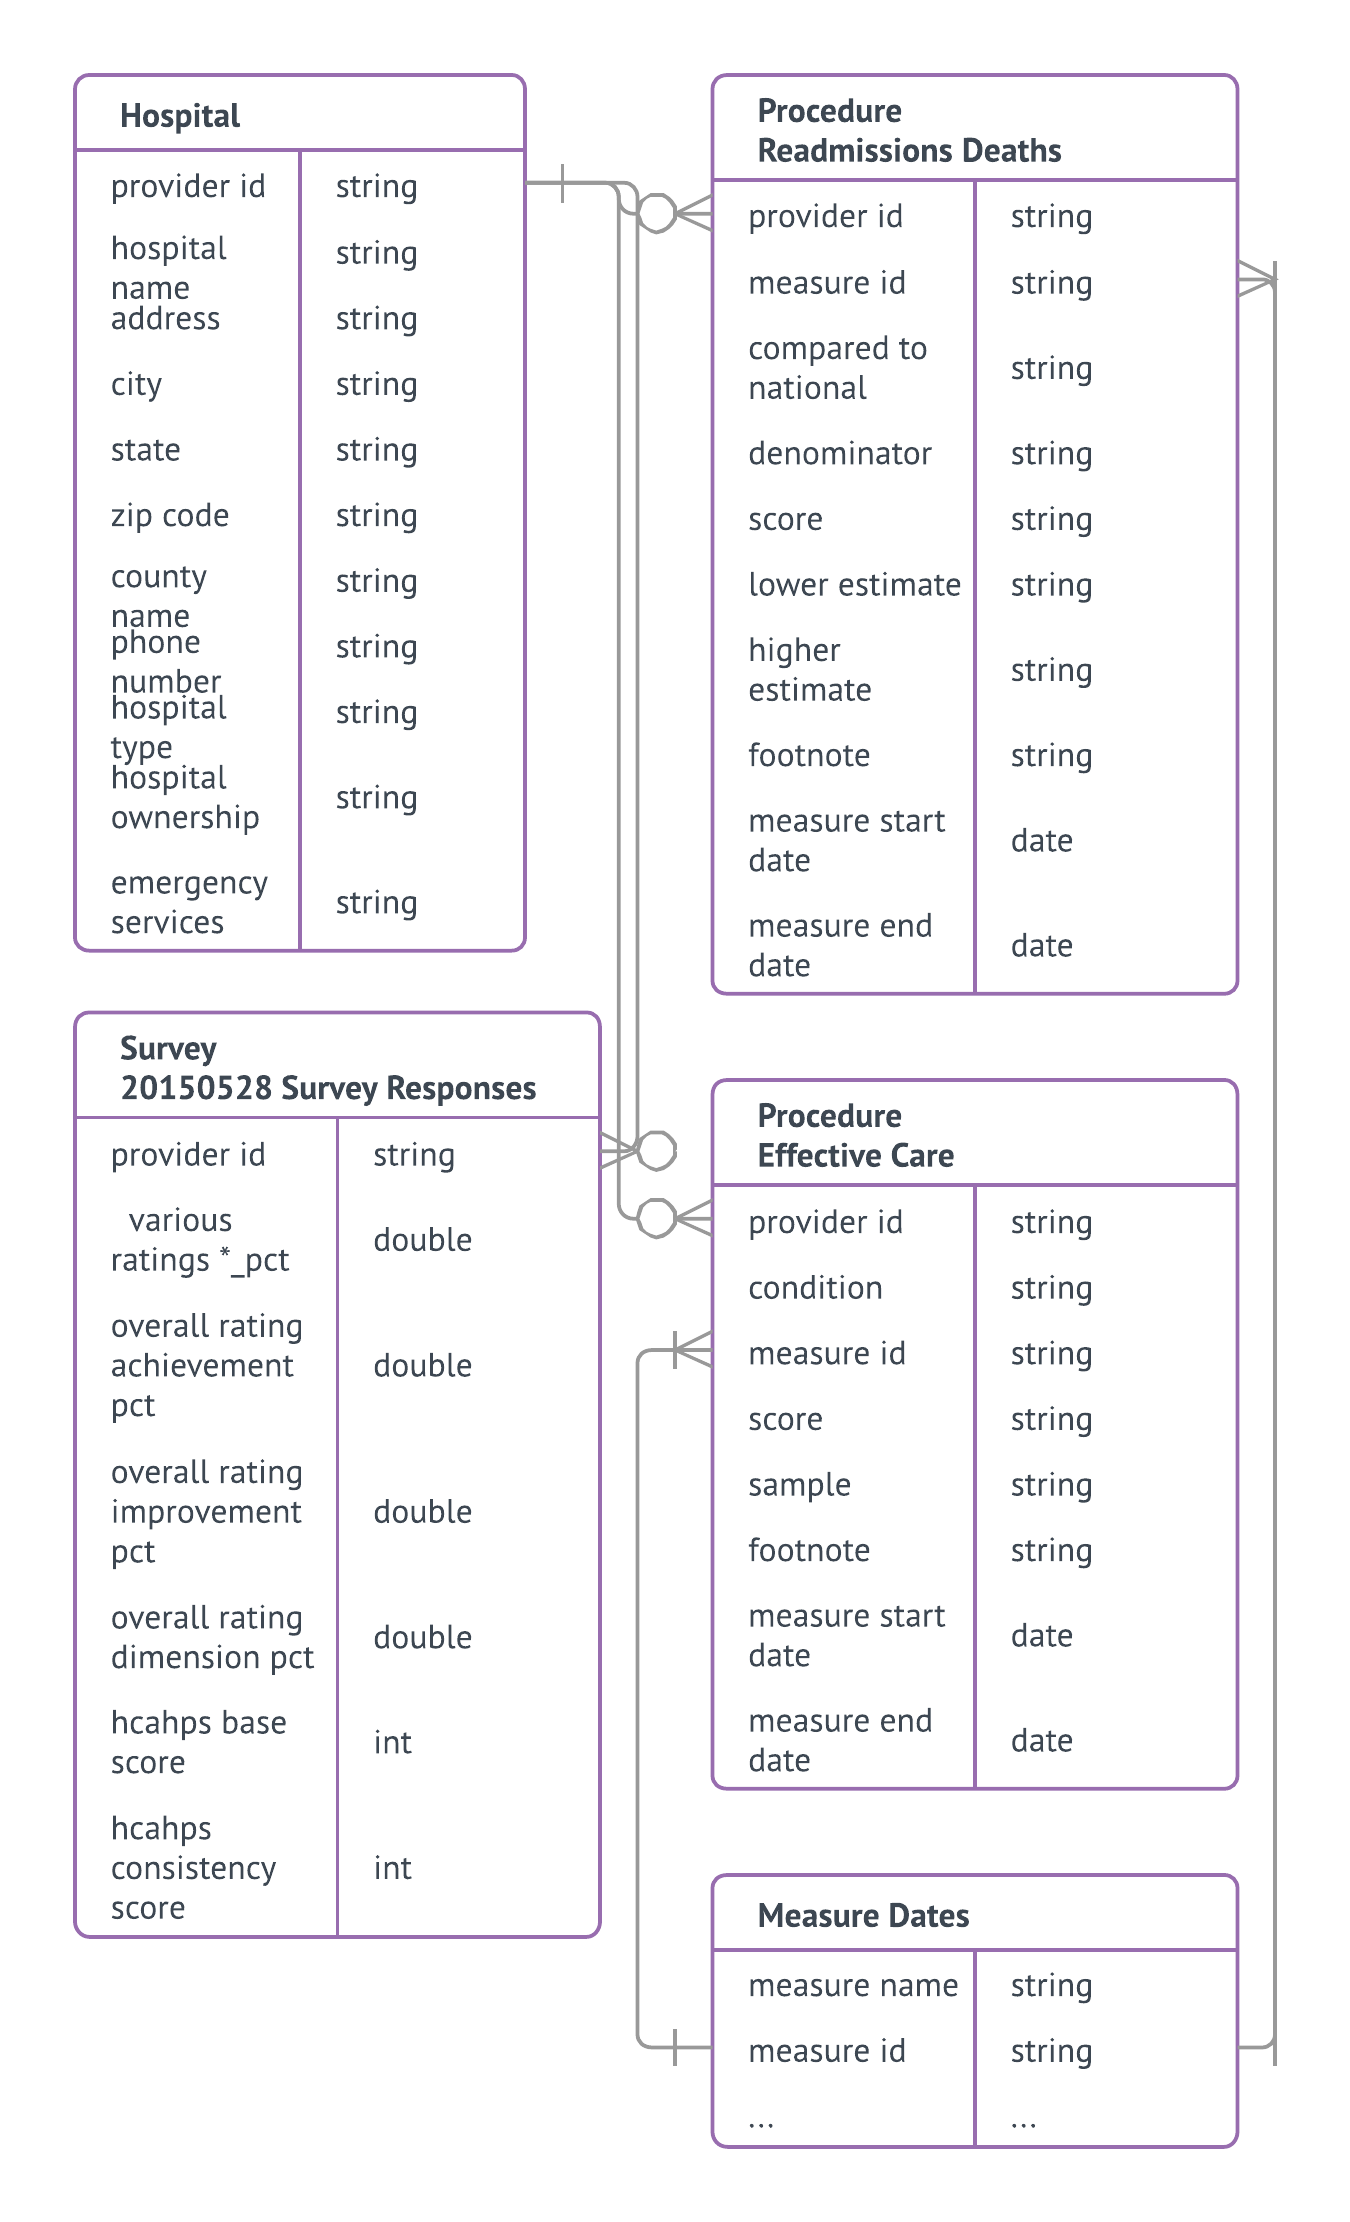 Hospital
provider id string
hospital
name string
address string
city string
state string
zip code string
county
name string
phone
number string
hospital
type string
hospital
ownership string
emergency
services string
Procedure
Readmissions Deaths
provider id string
measure id string
compared to
national string
denominator string
score string
lower estimate string
higher
estimate string
footnote string
measure start
date date
measure end
date date
Survey
20150528 Survey Responses
provider id string
various
ratings *_pct double
overall rating
achievement double
pct
overall rating
improvement double
pct
overall rating
dimension pct double
hcahps base
score int
hcahps
consistency int
score
Procedure
Effective Care
provider id string
condition string
measure id string
score string
sample string
footnote string
measure start
date date
measure end
date date
Measure Dates
measure name string
measure id string
... ...